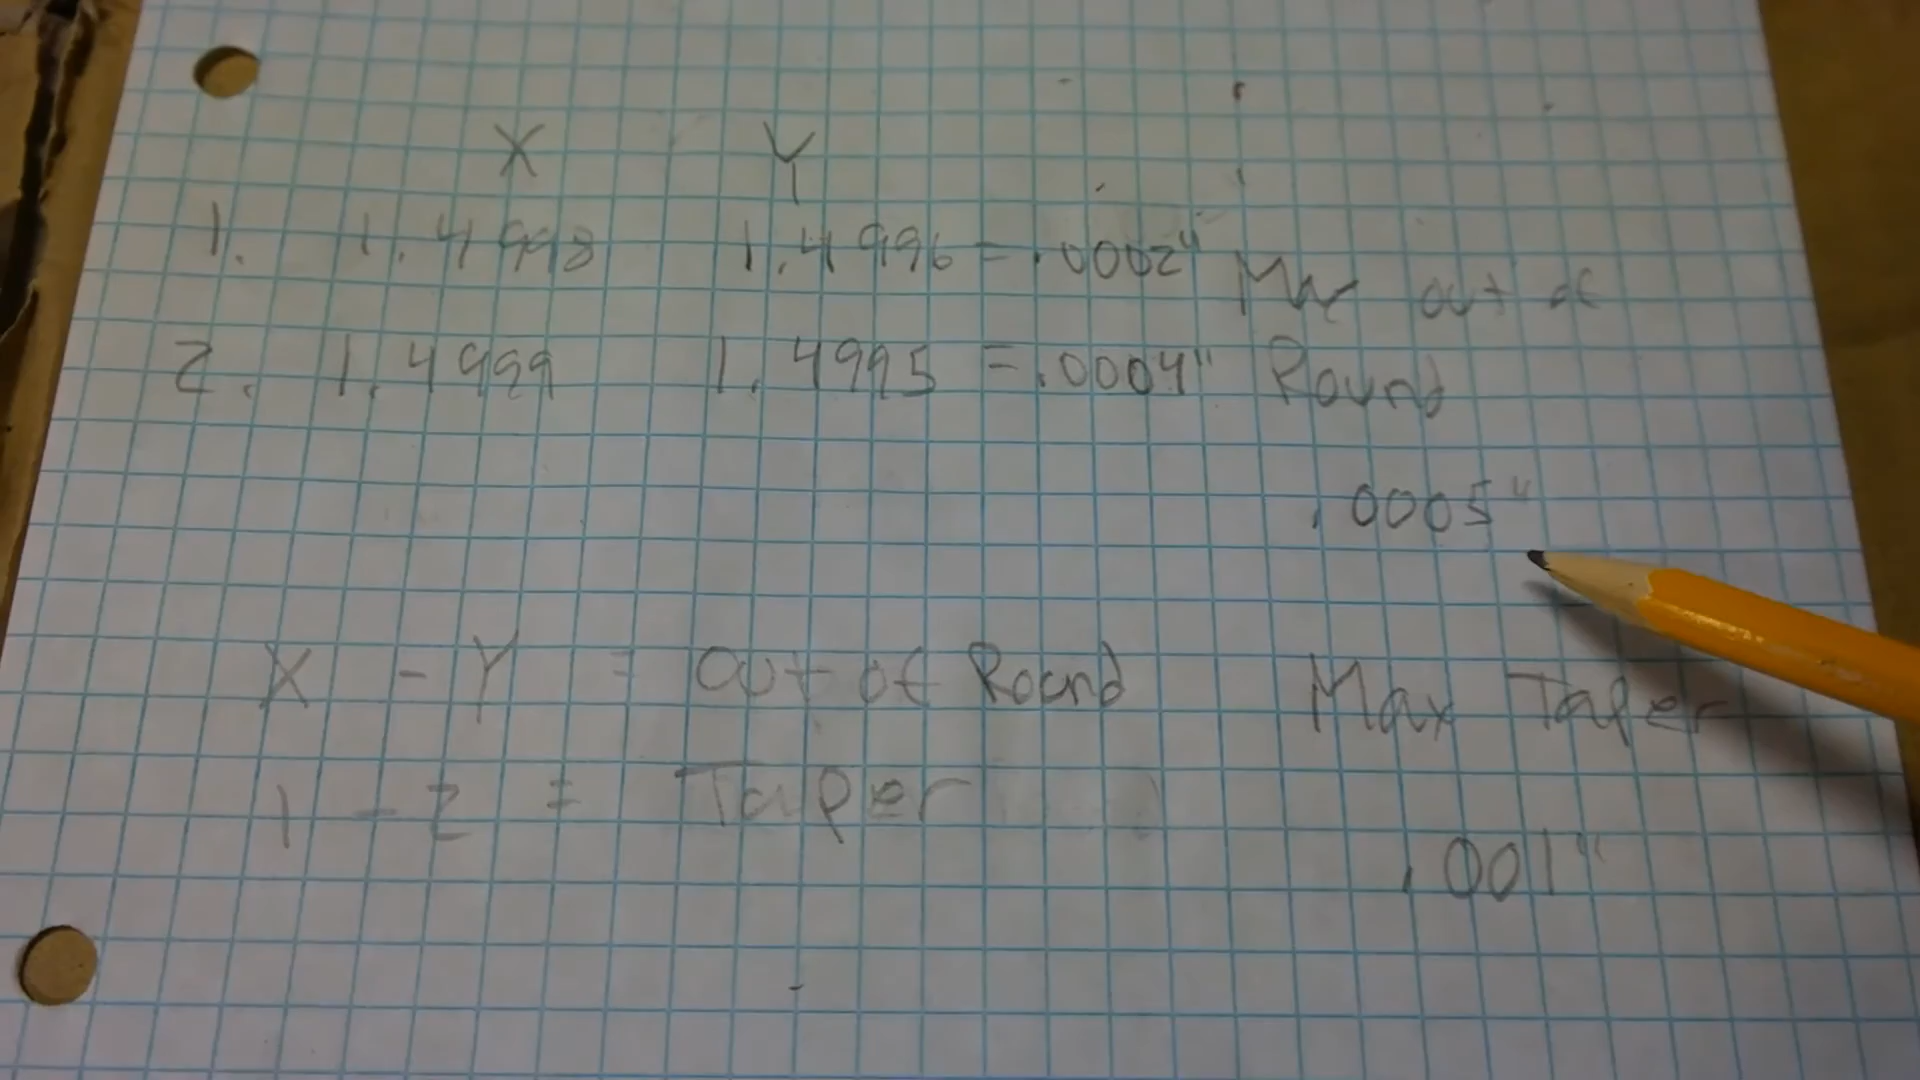 X Y
1. 1.4998 1.4996 = .0002"
Max out of
2. 1.4999 1.4995 = .0004"
Round
.0005"
X - Y = out of Round
Max Taper
1 - 2 = Taper
.001"